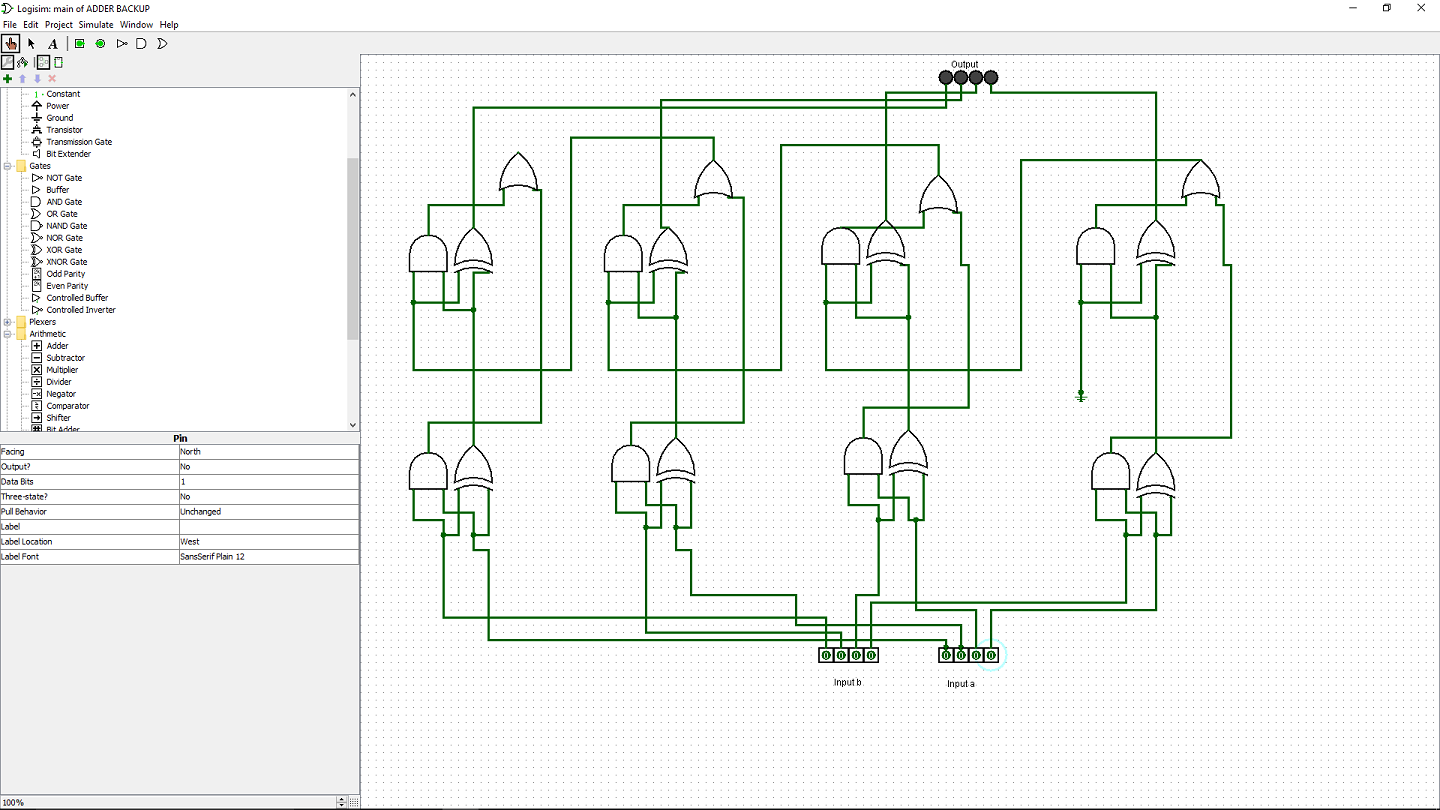 Logisim: main of ADDER BACKUP
File Edit Project Simulate Window Help
A
Constant
Power
Ground
Transistor
Transmission Gate
Bit Extender
Gates
NOT Gate
Buffer
AND Gate
OR Gate
NAND Gate
NOR Gate
XOR Gate
XNOR Gate
Odd Parity
Even Parity
Controlled Buffer
Controlled Inverter
Plexers
Arithmetic
Adder
Subtractor
Multiplier
Divider
Negator
Comparator
Shifter
Bit Adder
Pin
Facing North
Output? No
Data Bits 1
Three-state? No
Pull Behavior Unchanged
Label
Label Location West
Label Font SansSerif Plain 12
100%
Output
0 0 0 0 0 0 0 0
Input b Input a